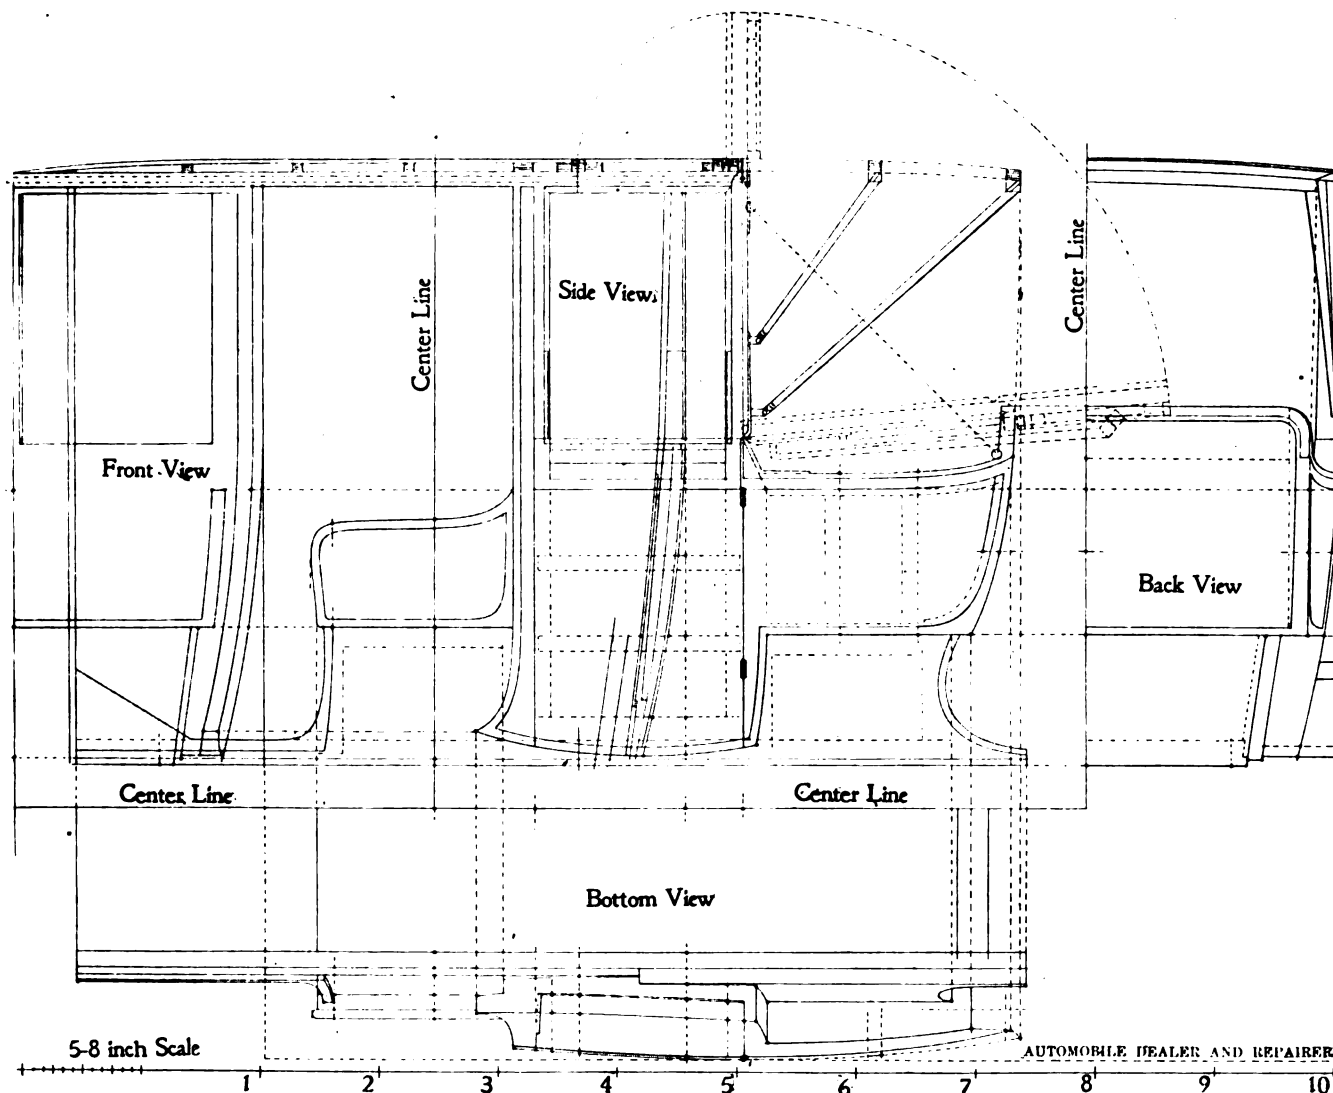 Side View
Center Line
Center Line
Front View
Back View
Center Line
Center Line
Bottom View
5-8 inch Scale
AUTOMOBILE DEALER AND REPAIRER
1 2 3 4 5 6 7 8 9 10